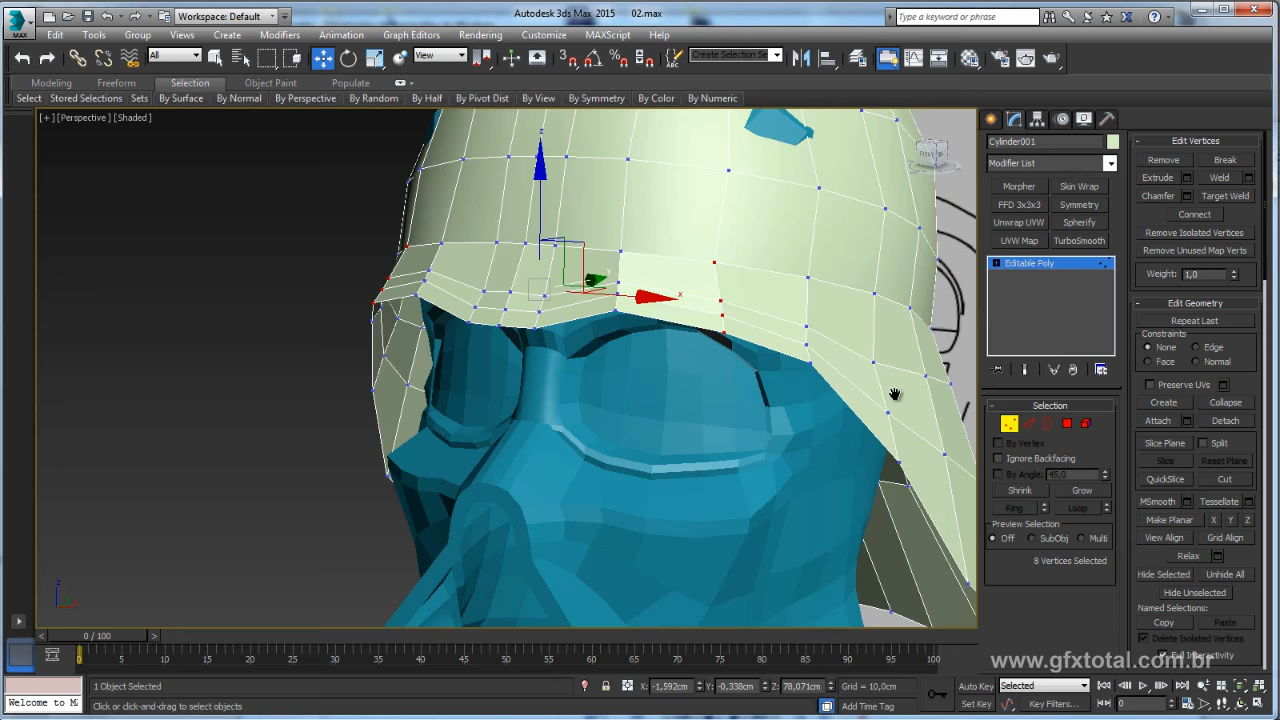 Workspace: Default
Autodesk 3ds Max 2015 02.max
Type a keyword or phrase
MAX
Edit Tools Group Views Create Modifiers Animation Graph Editors Rendering Customize MAXScript Help
All View Create Selection Se
Modeling Freeform Selection Object Paint Populate
Select Stored Selections Sets By Surface By Normal By Perspective By Random By Half By Pivot Dist By View By Symmetry By Color By Numeric
[+] [Perspective] [Shaded]
z
x
Cylinder001
Modifier List
Morpher Skin Wrap
FFD 3x3x3 Symmetry
Unwrap UVW Spherify
UVW Map TurboSmooth
Editable Poly
Selection
By Vertex
Ignore Backfacing
By Angle: 45,0
Shrink Grow
Ring Loop
Preview Selection
Off SubObj Multi
8 Vertices Selected
Edit Vertices
Remove Break
Extrude Weld
Chamfer Target Weld
Connect
Remove Isolated Vertices
Remove Unused Map Verts
Weight: 1,0
Edit Geometry
Repeat Last
Constraints
None Edge
Face Normal
Preserve UVs
Create Collapse
Attach Detach
Slice Plane Split
Slice Reset Plane
QuickSlice Cut
MSmooth Tessellate
Make Planar X Y Z
View Align Grid Align
Relax
Hide Selected Unhide All
Hide Unselected
Named Selections:
Copy Paste
Delete Isolated Vertices
Full Interactivity
www.gfxtotal.com.br
0 / 100
0 5 10 15 20 25 30 35 40 45 50 55 60 65 70 75 80 85 90 95 100
1 Object Selected X: -1,592cm Y: -0,338cm Z: 78,071cm Grid = 10,0cm Auto Key Selected
Welcome to M Click or click-and-drag to select objects Add Time Tag Set Key Key Filters... 0